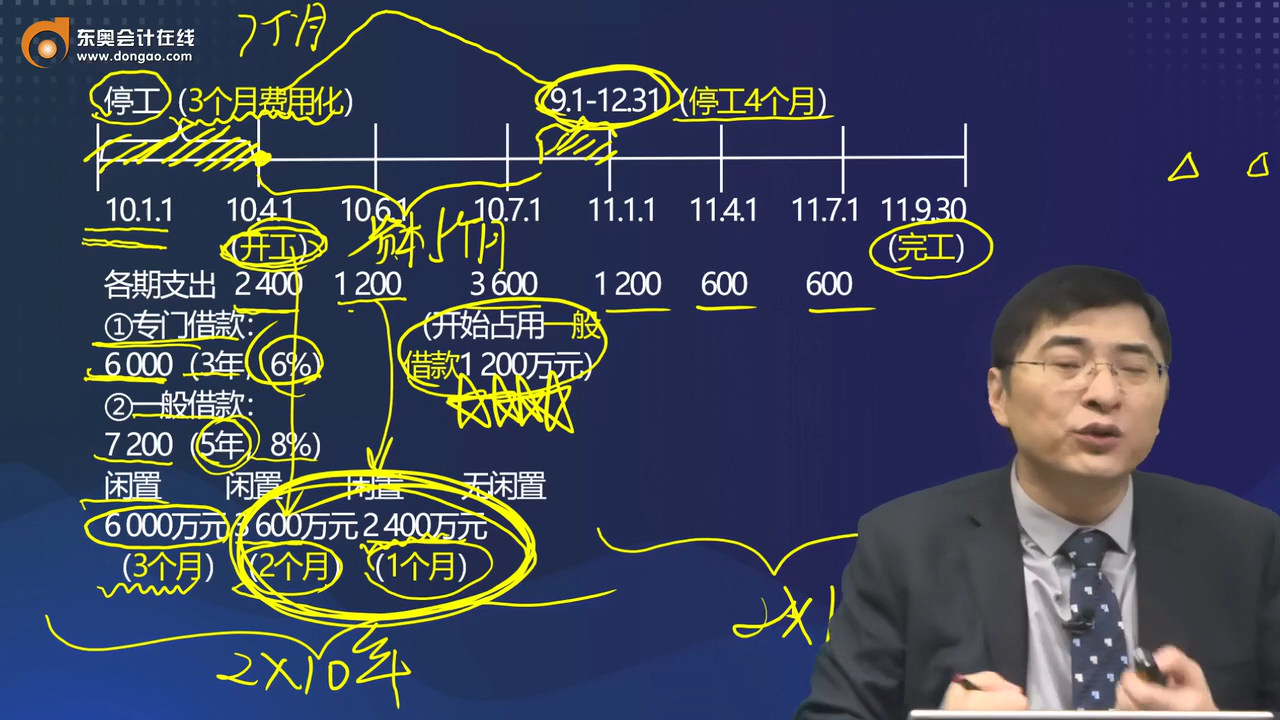 东奥会计在线
www.dongao.com
7个月
停工 (3个月费用化) 9.1-12.31 (停工4个月)
10.1.1 10.4.1 10.6.1 10.7.1 11.1.1 11.4.1 11.7.1 11.9.30
(开工) 资本5个月 (完工)
各期支出 2 400 1 200 3 600 1 200 600 600
①专门借款: (开始占用一般
6 000 (3年, 6%) 借款1 200万元)
②一般借款:
7 200 (5年, 8%)
闲置 闲置 闲置 无闲置
6 000万元 3 600万元 2 400万元
(3个月) (2个月) (1个月)
2X10年
2X1